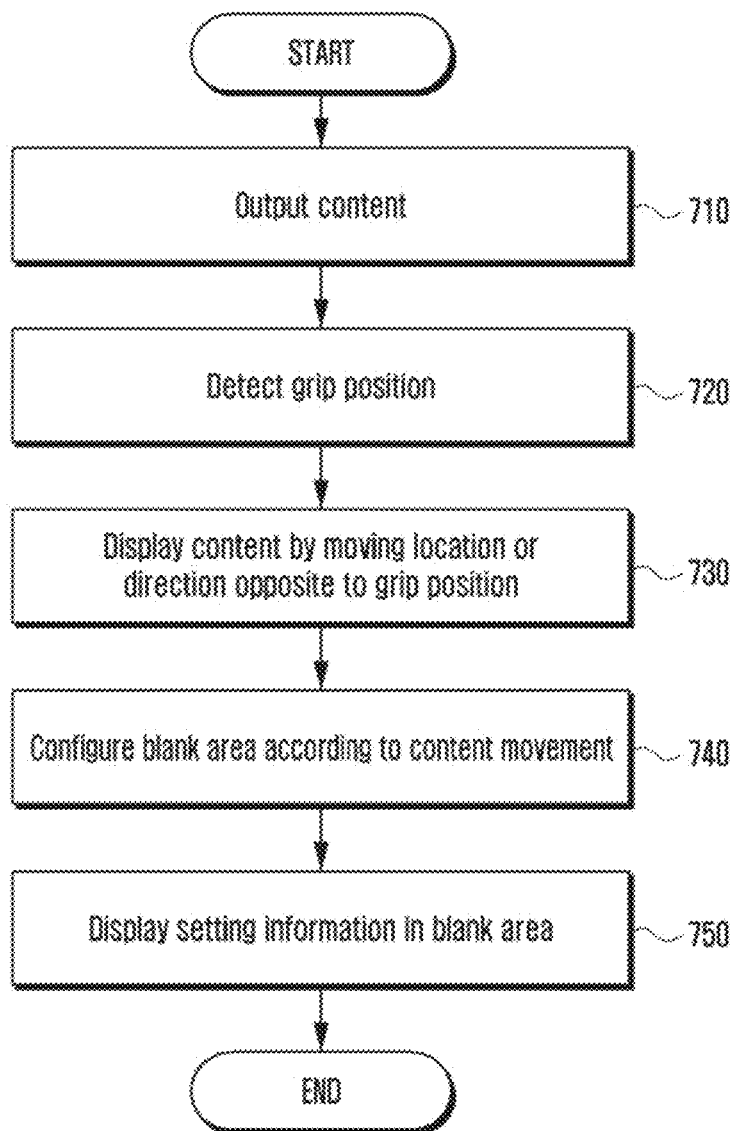 START
Output content
710
Detect grip position
720
Display content by moving location or
direction opposite to grip position
730
Configure blank area according to content movement
740
Display setting information in blank area
750
END